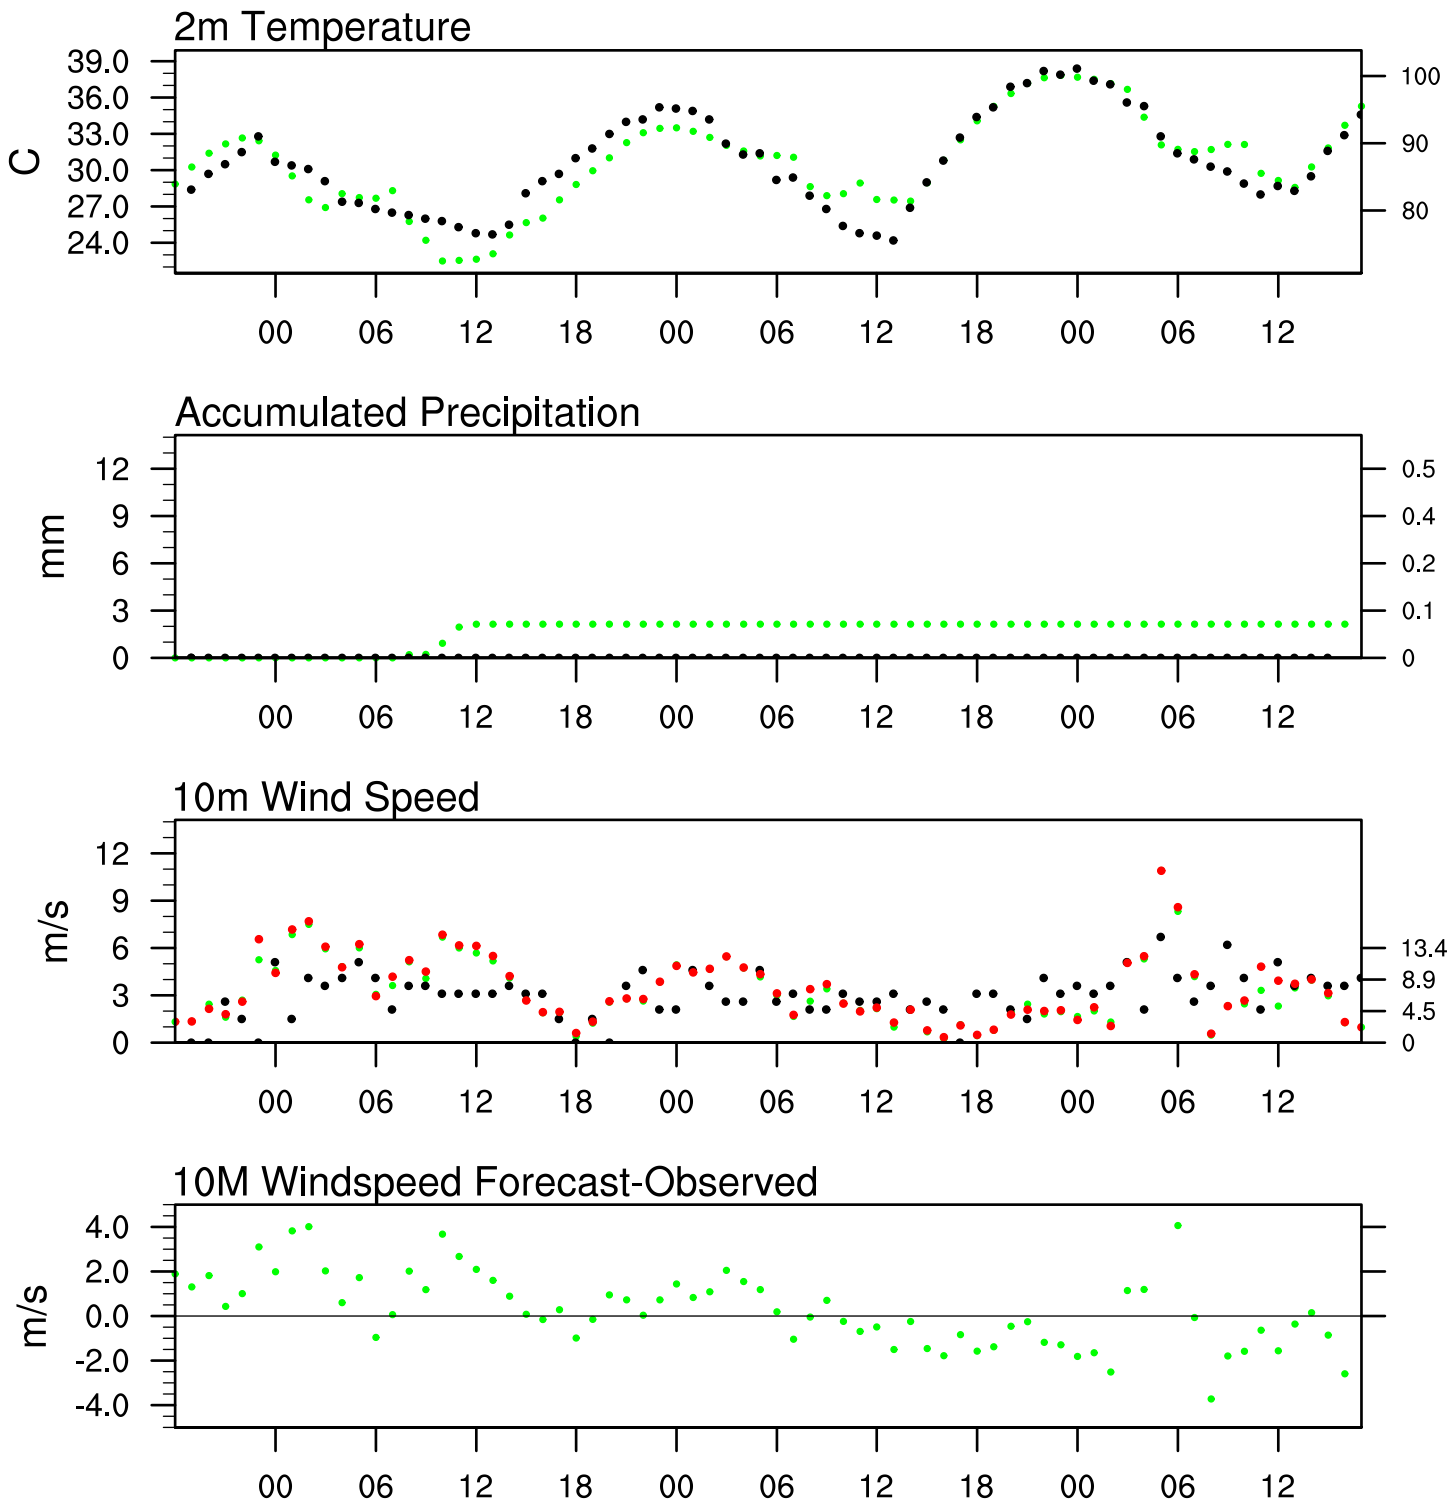 2m Temperature
39.0
36.0
33.0
30.0
27.0
24.0
C
100
90
80
00 06 12 18 00 06 12 18 00 06 12
Accumulated Precipitation
12
9
6
3
0
mm
0.5
0.4
0.2
0.1
0
00 06 12 18 00 06 12 18 00 06 12
10m Wind Speed
12
9
6
3
0
m/s
13.4
8.9
4.5
0
00 06 12 18 00 06 12 18 00 06 12
10M Windspeed Forecast-Observed
4.0
2.0
0.0
-2.0
-4.0
m/s
00 06 12 18 00 06 12 18 00 06 12